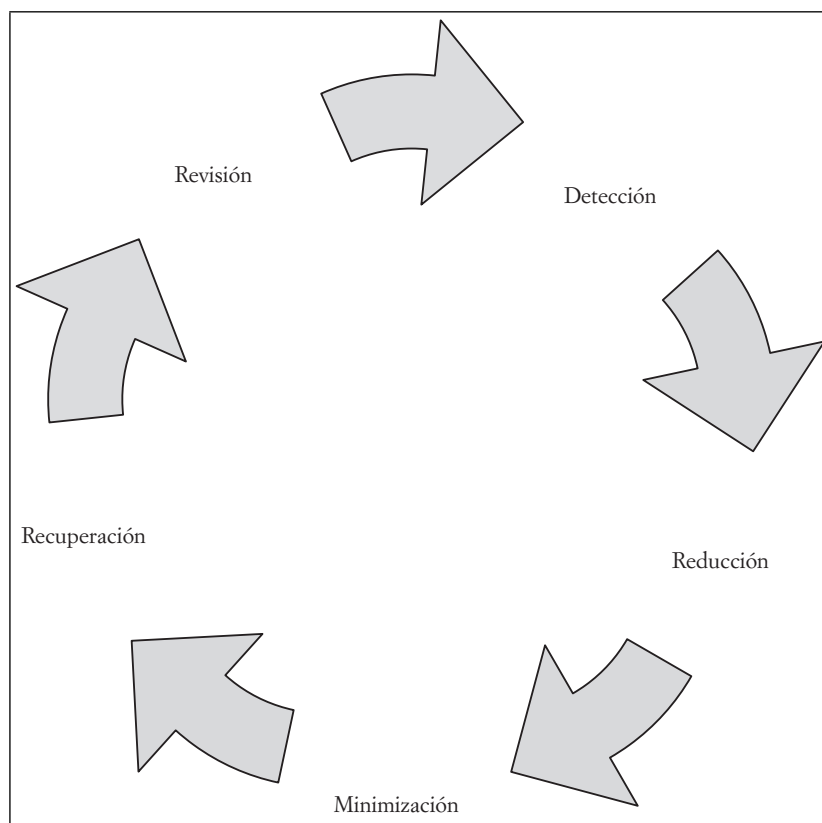 Revisión
Detección
Reducción
Minimización
Recuperación